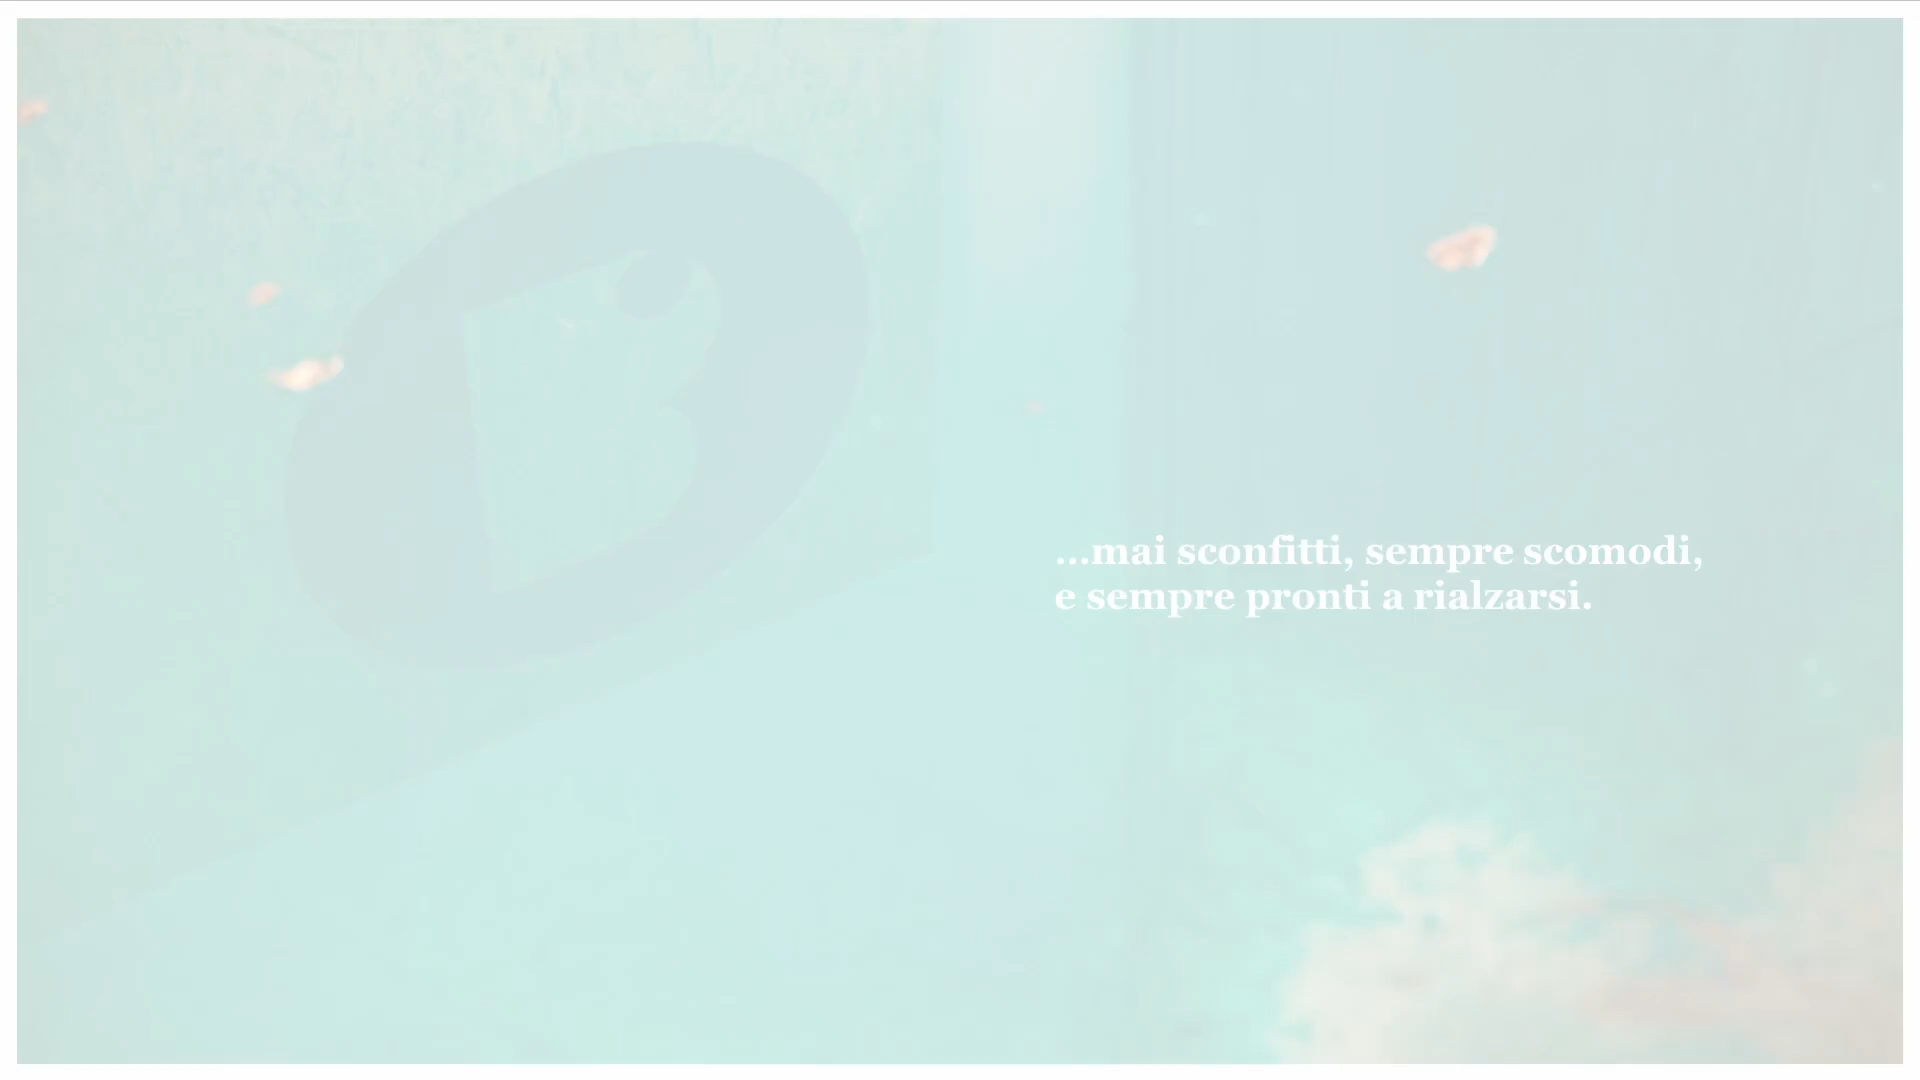 ...mai sconfitti, sempre scomodi,
e sempre pronti a rialzarsi.